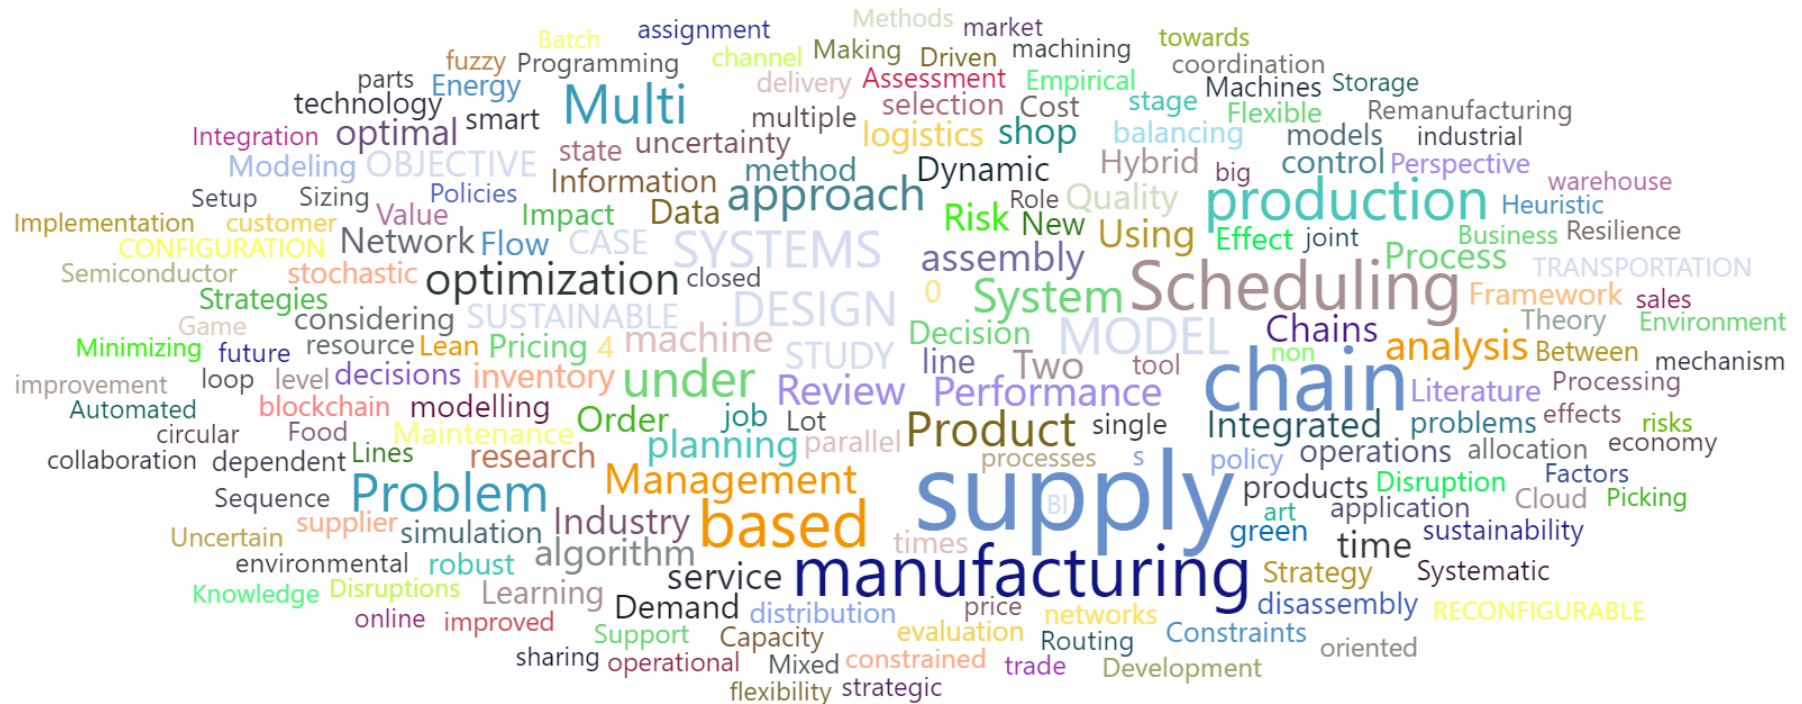 Methods
assignment
market
Batch
Making
Driven
machining
towards
fuzzy
Programming
channel
coordination
parts
Energy
delivery
Assessment
Empirical
Machines
Storage
technology
smart
Multi
multiple
selection
Cost
stage
Flexible
Remanufacturing
Integration
optimal
uncertainty
logistics
shop
balancing
models
industrial
Modeling
OBJECTIVE
state
method
Dynamic
Hybrid
big
control
Perspective
Setup
Sizing
Policies
Information
approach
Role
Quality
production
warehouse
Heuristic
Implementation
customer
Value
Impact
Data
Risk
New
Using
Effect
joint
Business
Resilience
CONFIGURATION
Network
Flow
CASE
SYSTEMS
assembly
Process
TRANSPORTATION
Semiconductor
stochastic
optimization
closed
Scheduling
Strategies
0
System
Framework
sales
Game
considering
SUSTAINABLE
DESIGN
Decision
MODEL
Chains
Theory
Environment
Minimizing
future
resource
Lean
Pricing
4
machine
STUDY
line
Two
tool
non
analysis
Between
mechanism
improvement
loop
level
decisions
inventory
under
Review
Performance
chain
Literature
Processing
Automated
blockchain
modelling
Order
job
Lot
Product
single
Integrated
problems
effects
risks
circular
Food
Maintenance
planning
parallel
operations
allocation
economy
collaboration
dependent
Lines
research
processes
s
policy
Factors
Sequence
Problem
Management
supply
BI
products
Disruption
Cloud
Picking
supplier
simulation
Industry
based
art
application
Uncertain
times
green
time
sustainability
environmental
robust
algorithm
service
manufacturing
Strategy
Systematic
Knowledge
Disruptions
Learning
Demand
distribution
price
networks
disassembly
RECONFIGURABLE
online
improved
Support
Capacity
evaluation
Routing
Constraints
oriented
sharing
operational
Mixed
constrained
trade
Development
flexibility
strategic